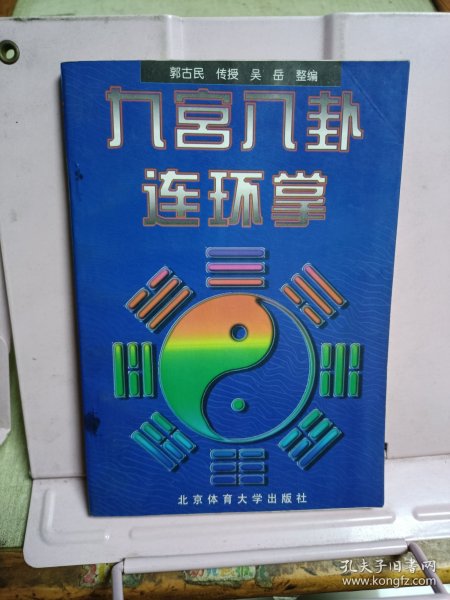 郭古民 传授 吴岳 整编
九宫八卦
连环掌
北京体育大学出版社
孔夫子旧书网
www.kongfz.com